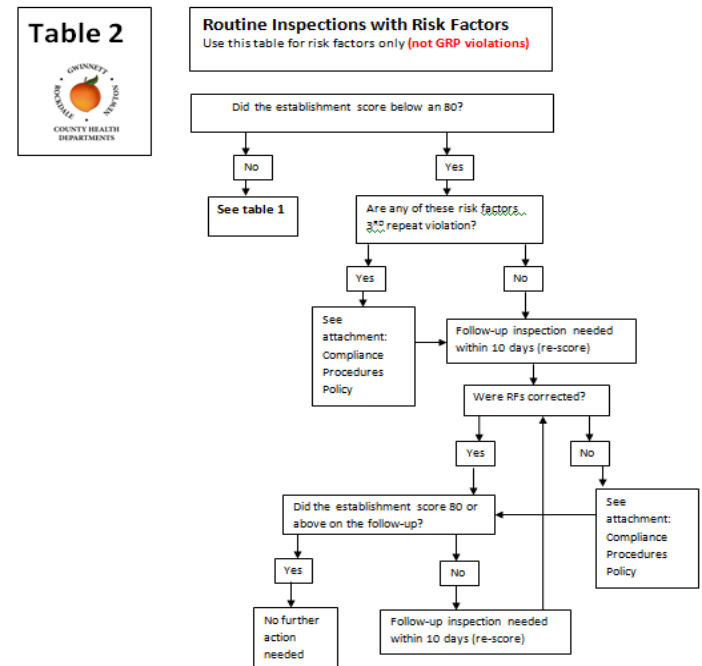 Table 2
GWINNETT
ROCKDALE
NEWTON
COUNTY HEALTH
DEPARTMENTS
Routine Inspections with Risk Factors
Use this table for risk factors only (not GRP violations)
Did the establishment score below an 80?
No
Yes
See table 1
Are any of these risk factors
3RD repeat violation?
Yes
No
See
attachment:
Compliance
Procedures
Policy
Follow-up inspection needed
within 10 days (re-score)
Were RFs corrected?
Yes
No
See
attachment:
Compliance
Procedures
Policy
Did the establishment score 80 or
above on the follow-up?
Yes
No
No further
action
needed
Follow-up inspection needed
within 10 days (re-score)